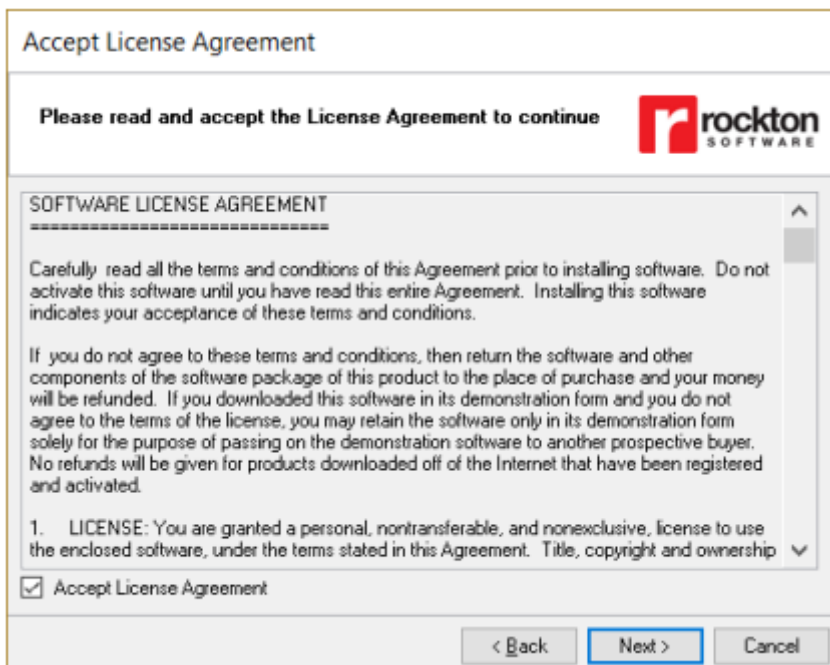 Accept License Agreement
Please read and accept the License Agreement to continue
rockton
SOFTWARE
SOFTWARE LICENSE AGREEMENT
==============================
Carefully  read all the terms and conditions of this Agreement prior to installing software.  Do not
activate this software until you have read this entire Agreement.  Installing this software
indicates your acceptance of these terms and conditions.
If  you do not agree to these terms and conditions, then return the software and other
components of the software package of this product to the place of purchase and your money
will be refunded.  If you downloaded this software in its demonstration form and you do not
agree to the terms of the license, you may retain the software only in its demonstration form
solely for the purpose of passing on the demonstration software to another prospective buyer.
No refunds will be given for products downloaded off of the Internet that have been registered
and activated.
1.    LICENSE: You are granted a personal, nontransferable, and nonexclusive, license to use
the enclosed software, under the terms stated in this Agreement.  Title, copyright and ownership
Accept License Agreement
< Back
Next >
Cancel